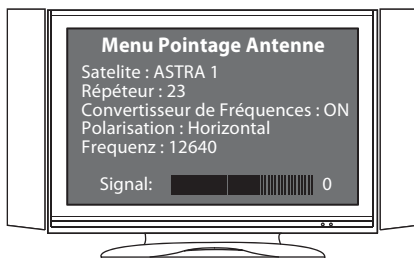 Menu Pointage Antenne
Satelite : ASTRA 1
Répéteur : 23
Convertisseur de Fréquences : ON
Polarisation : Horizontal
Frequenz : 12640
Signal: 0